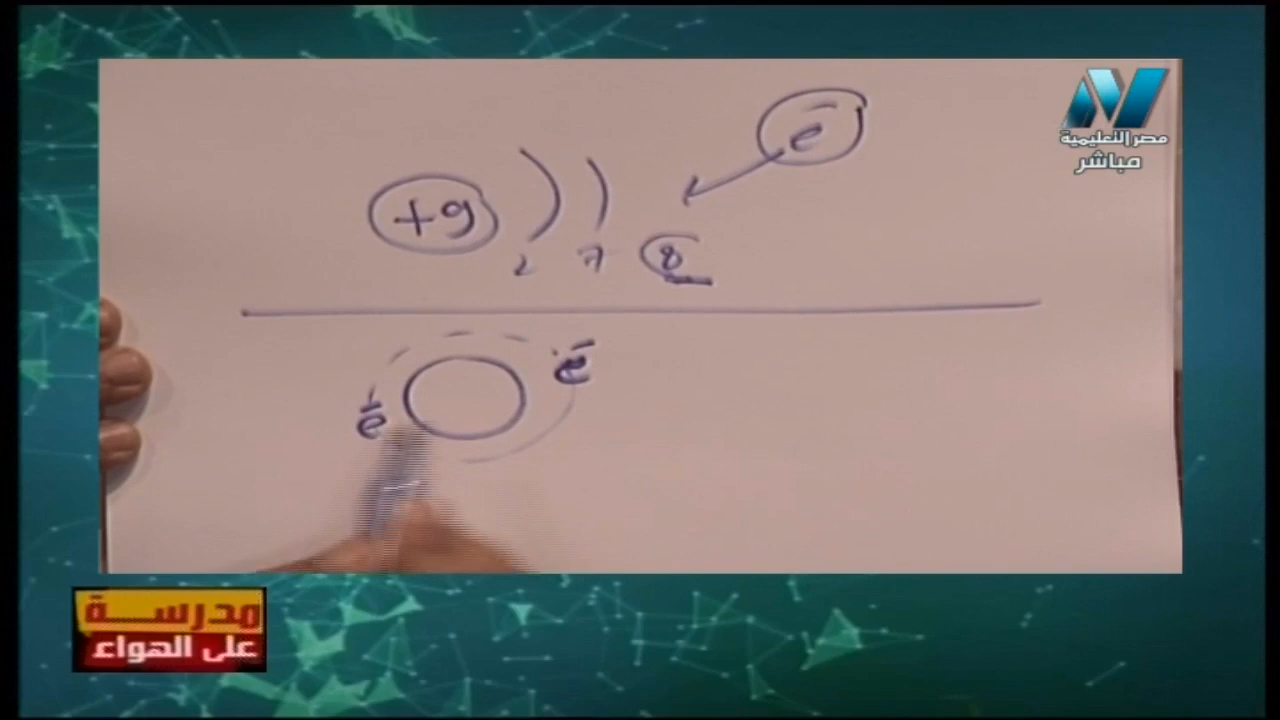 e⁻
+9
2 7 8
e⁻
e⁻
مصر التعليمية
مباشر
مدرسة
على الهواء